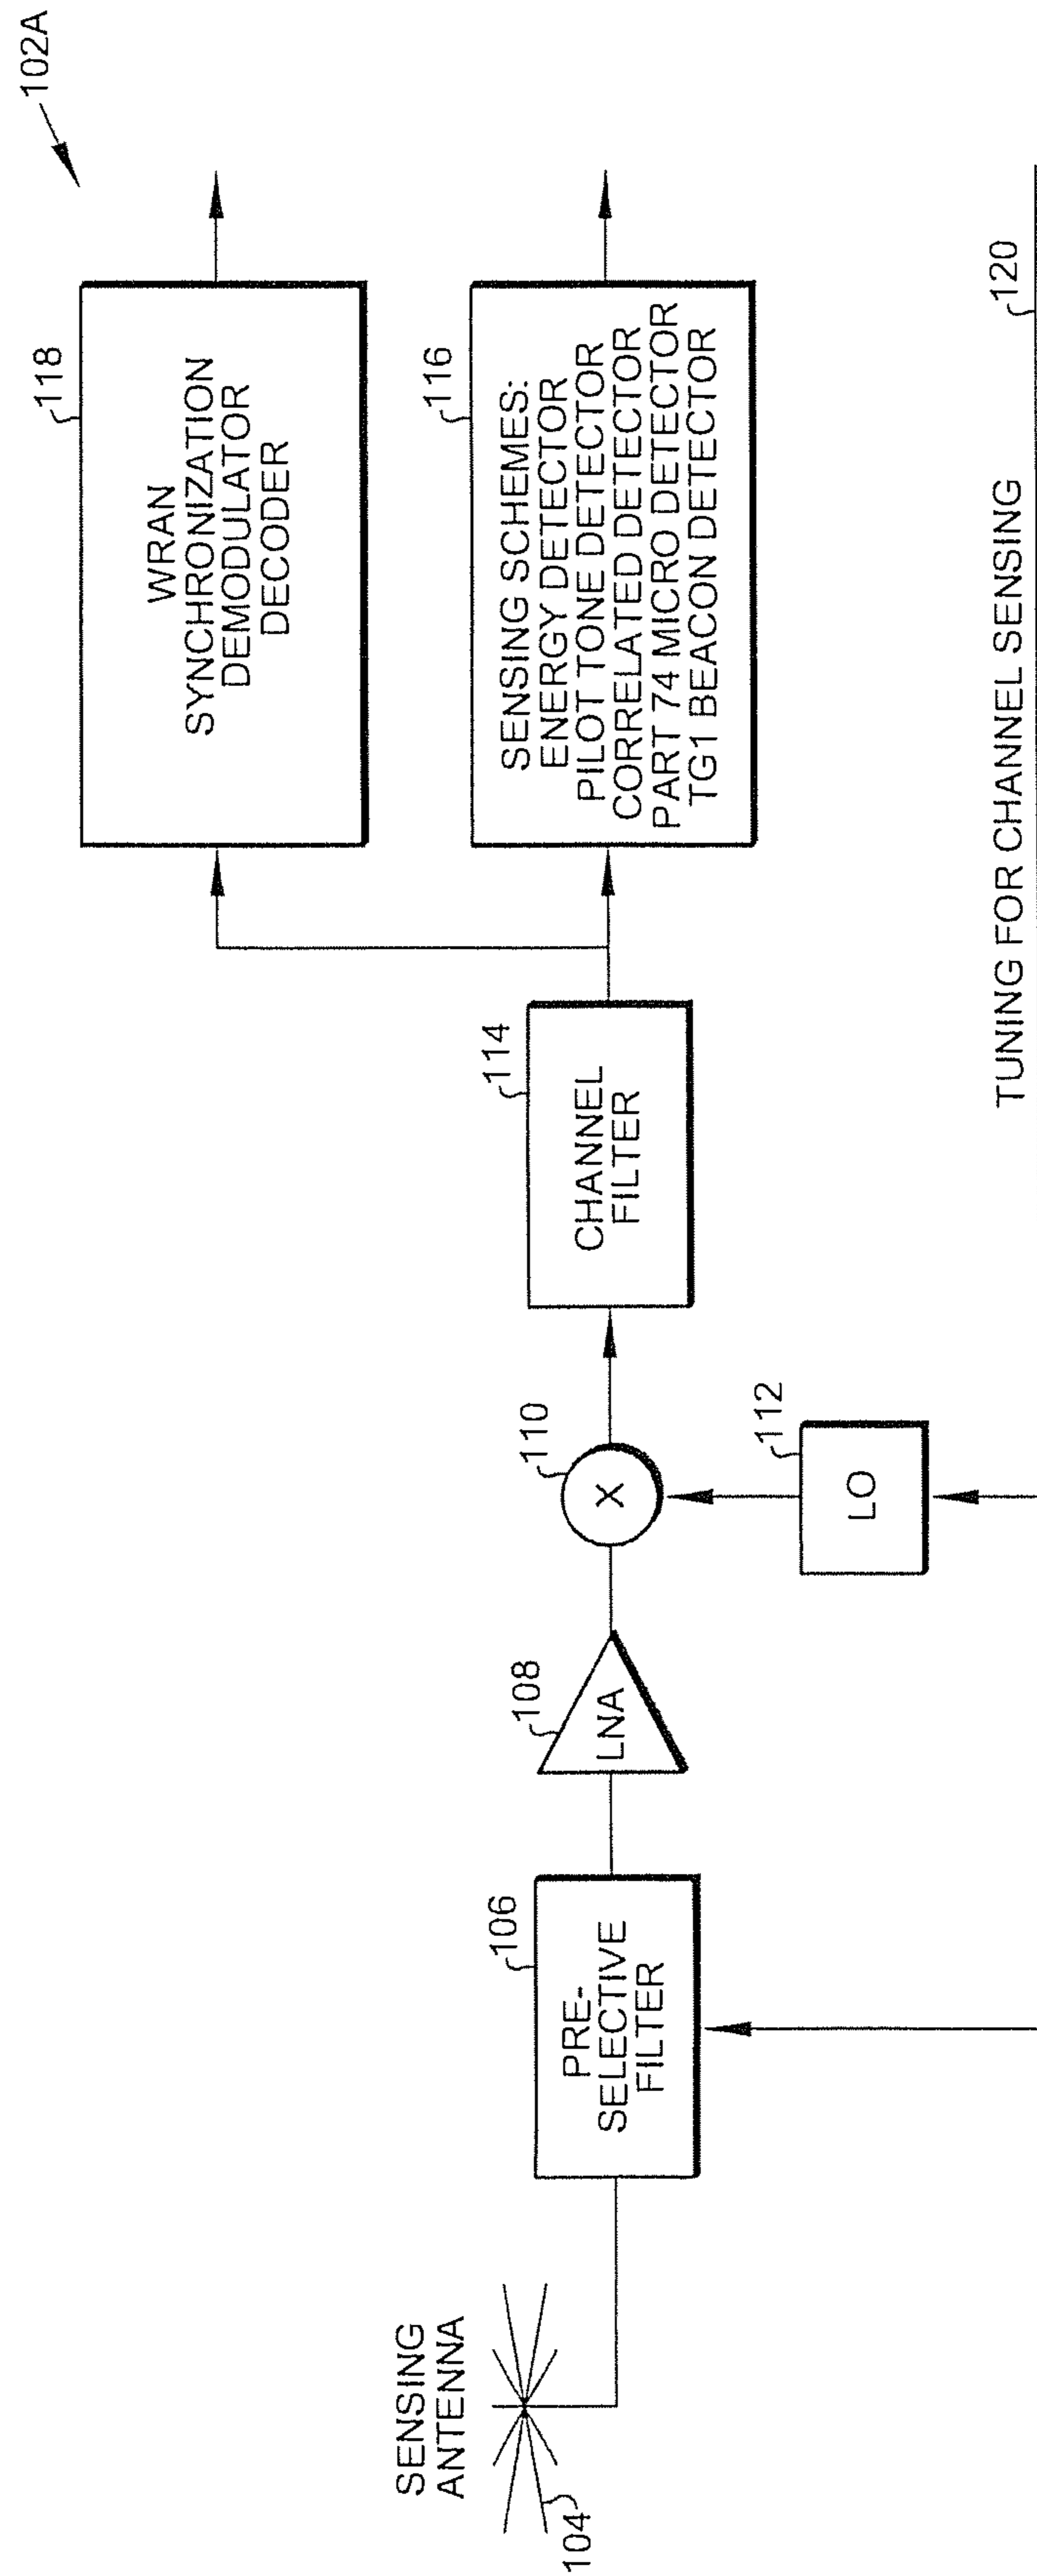 102A
118
WRAN
SYNCHRONIZATION
DEMODULATOR
DECODER
SENSING
ANTENNA
104
106
PRE-
SELECTIVE
FILTER
108
LNA
110
X
114
CHANNEL
FILTER
116
SENSING SCHEMES:
ENERGY DETECTOR
PILOT TONE DETECTOR
CORRELATED DETECTOR
PART 74 MICRO DETECTOR
TG1 BEACON DETECTOR
112
LO
TUNING FOR CHANNEL SENSING
120